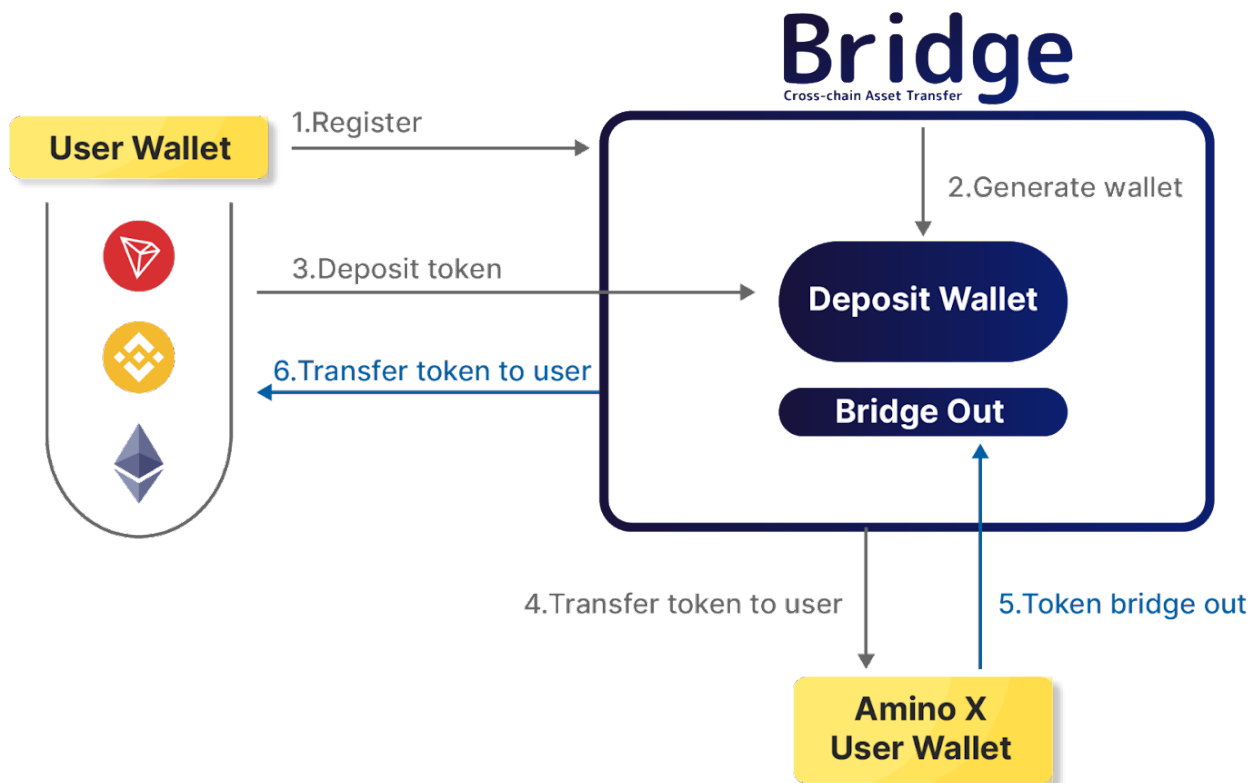 Bridge
Cross-chain Asset Transfer
User Wallet
1.Register
2.Generate wallet
3.Deposit token
Deposit Wallet
6.Transfer token to user
Bridge Out
4.Transfer token to user
5.Token bridge out
Amino X
User Wallet